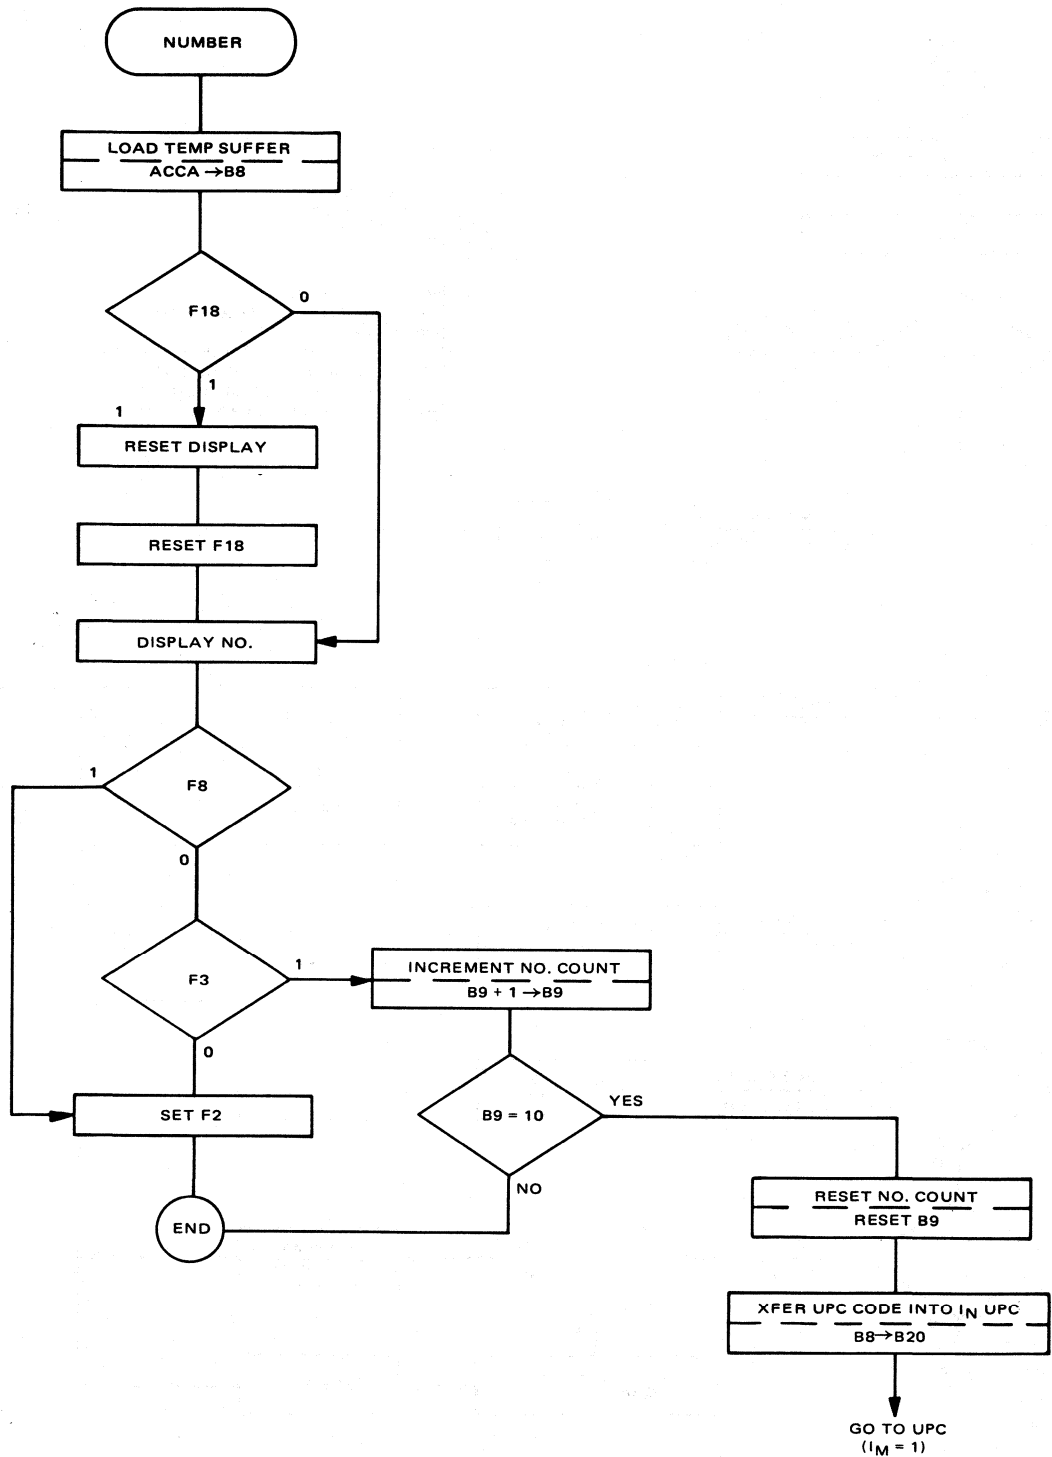 NUMBER
LOAD TEMP SUFFER
ACCA →B8
F18
0
1
1
RESET DISPLAY
RESET F18
DISPLAY NO.
1
F8
0
F3
1
INCREMENT NO. COUNT
B9 + 1 →B9
0
SET F2
B9 = 10
YES
NO
END
RESET NO. COUNT
RESET B9
XFER UPC CODE INTO IN UPC
B8→B20
GO TO UPC
(IM = 1)